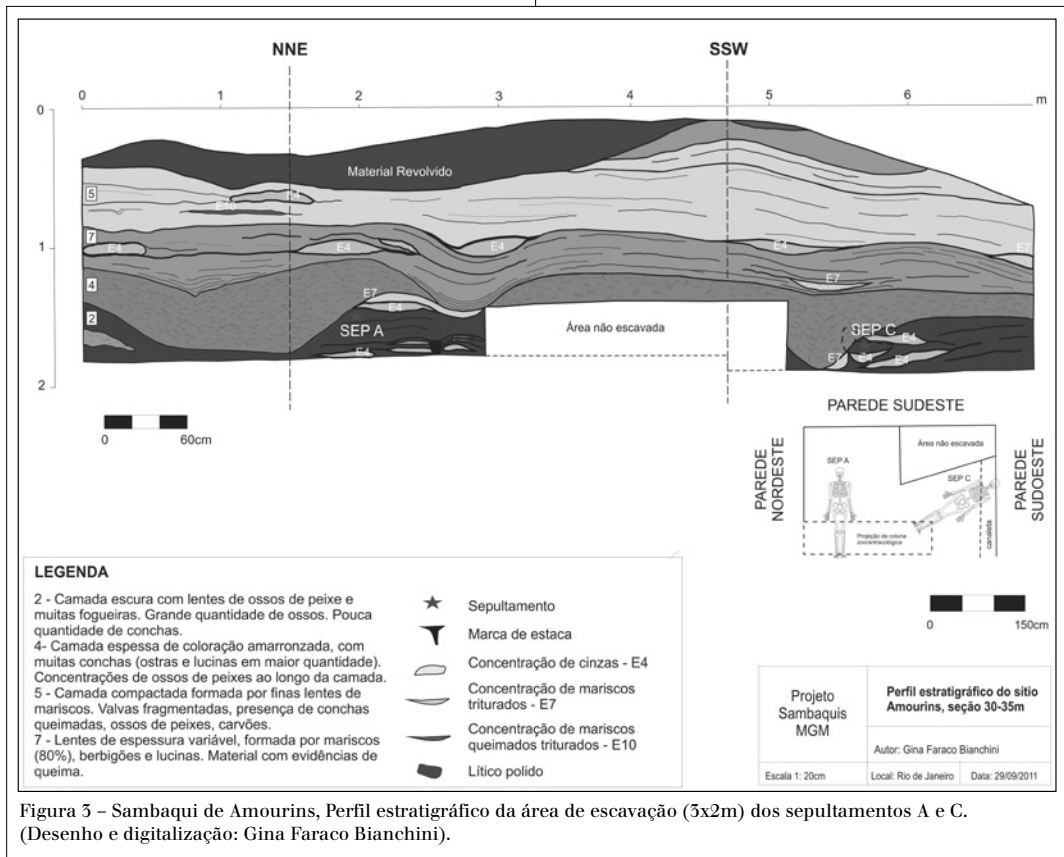 NNE
SSW
0
1
2
3
4
5
6
m
0
1
2
Material Revolvido
5
E4
E10
7
E4
E4
E4
E4
E7
4
E7
E4
E7
2
SEP A
E4
Área não escavada
SEP C
E4
E7
E4
E4
0
60cm
PAREDE SUDESTE
PAREDE NORDESTE
PAREDE SUDOESTE
SEP A
Área não escavada
SEP C
Projeção da coluna
zoo/antracológica
canaleta
0
150cm
LEGENDA
2 - Camada escura com lentes de ossos de peixe e
muitas fogueiras. Grande quantidade de ossos. Pouca
quantidade de conchas.
4- Camada espessa de coloração amarronzada, com
muitas conchas (ostras e lucinas em maior quantidade).
Concentrações de ossos de peixes ao longo da camada.
5 - Camada compactada formada por finas lentes de
mariscos. Valvas fragmentadas, presença de conchas
queimadas, ossos de peixes, carvões.
7 - Lentes de espessura variável, formada por mariscos
(80%), berbigões e lucinas. Material com evidências de
queima.
Sepultamento
Marca de estaca
Concentração de cinzas - E4
Concentração de mariscos
triturados - E7
Concentração de mariscos
queimados triturados - E10
Lítico polido
Projeto
Sambaquis
MGM
Perfil estratigráfico do sítio
Amourins, seção 30-35m
Autor: Gina Faraco Bianchini
Escala 1: 20cm
Local: Rio de Janeiro
Data: 29/09/2011
Figura 3 – Sambaqui de Amourins, Perfil estratigráfico da área de escavação (3x2m) dos sepultamentos A e C.
(Desenho e digitalização: Gina Faraco Bianchini).